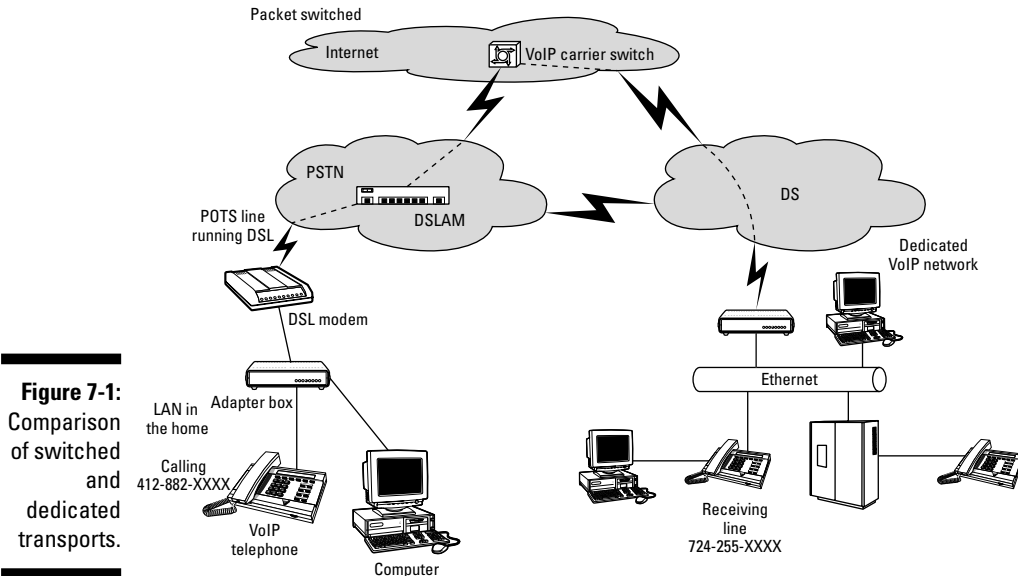 Packet switched
Internet
VoIP carrier switch
PSTN
DSLAM
DS
POTS line
running DSL
Dedicated
VoIP network
DSL modem
Ethernet
Adapter box
LAN in
the home
Calling
412-882-XXXX
VoIP
telephone
Computer
Receiving
line
724-255-XXXX
Figure 7-1:
Comparison
of switched
and
dedicated
transports.